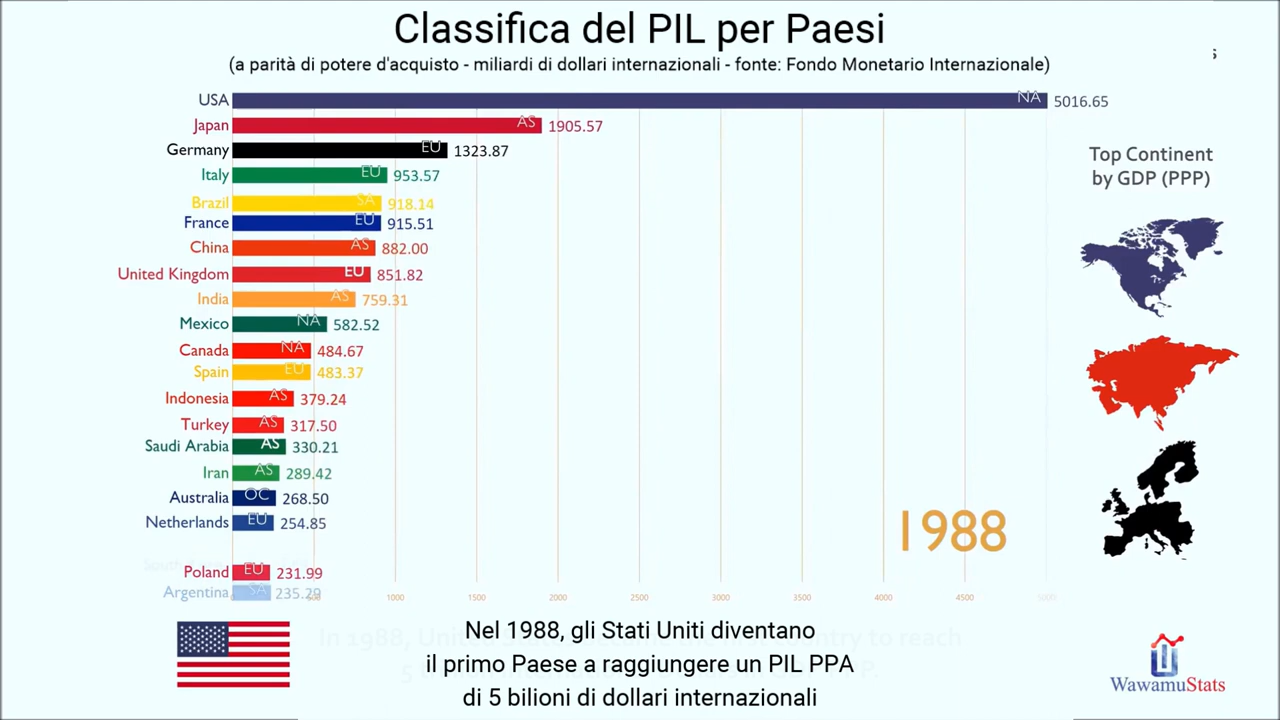 Classifica del PIL per Paesi
(a parità di potere d'acquisto - miliardi di dollari internazionali - fonte: Fondo Monetario Internazionale)
s
USA NA 5016.65
Japan AS 1905.57
Germany EU 1323.87
Italy EU 953.57
Brazil SA 918.14
France EU 915.51
China AS 882.00
United Kingdom EU 851.82
India AS 759.31
Mexico NA 582.52
Canada NA 484.67
Spain EU 483.37
Indonesia AS 379.24
Turkey AS 317.50
Saudi Arabia AS 330.21
Iran AS 289.42
Australia OC 268.50
Netherlands EU 254.85
Poland EU 231.99
Argentina SA 235.29
500 1000 1500 2000 2500 3000 3500 4000 4500 5000
Top Continent
by GDP (PPP)
1988
Nel 1988, gli Stati Uniti diventano
il primo Paese a raggiungere un PIL PPA
di 5 bilioni di dollari internazionali
WawamuStats